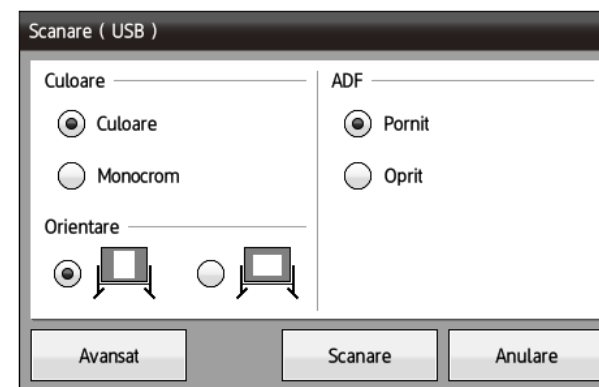 Scanare ( USB )
Culoare
Culoare
Monocrom
Orientare
ADF
Pornit
Oprit
Avansat
Scanare
Anulare